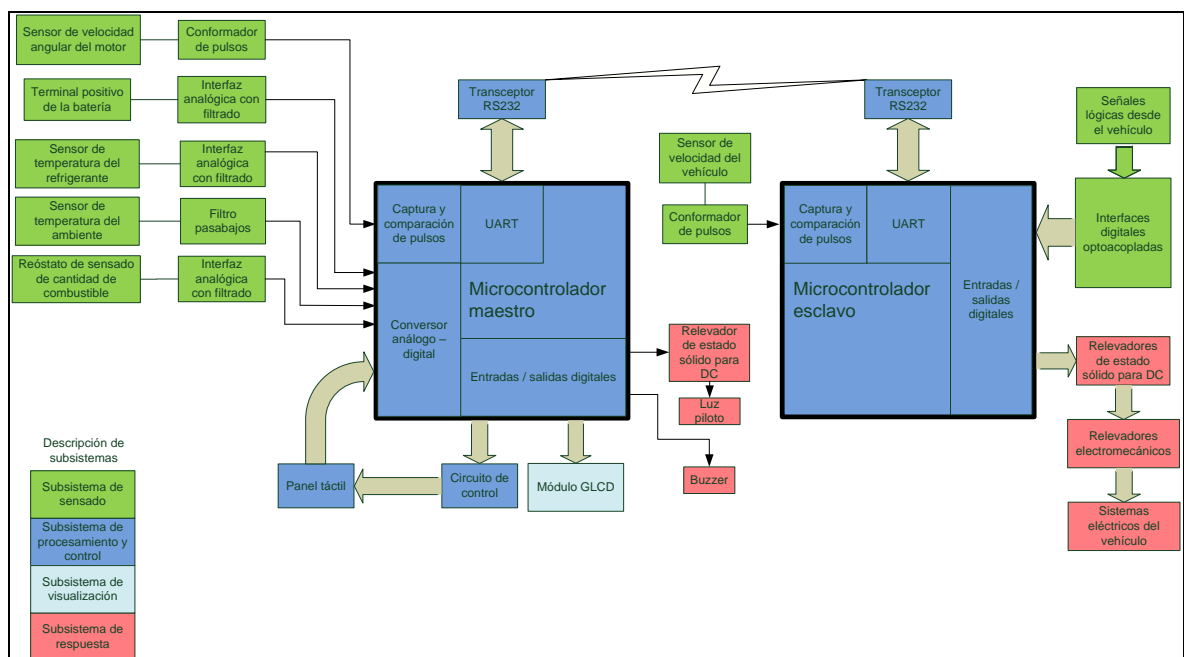 Sensor de velocidad
angular del motor
Conformador
de pulsos
Terminal positivo
de la batería
Interfaz
analógica con
filtrado
Sensor de
temperatura del
refrigerante
Interfaz
analógica con
filtrado
Sensor de
temperatura del
ambiente
Filtro
pasabajos
Reóstato de sensado
de cantidad de
combustible
Interfaz
analógica con
filtrado
Transceptor
RS232
Captura y
comparación
de pulsos
UART
Microcontrolador
maestro
Conversor
análogo –
digital
Entradas / salidas digitales
Panel táctil
Circuito de
control
Módulo GLCD
Relevador
de estado
sólido para
DC
Luz
piloto
Buzzer
Transceptor
RS232
Sensor de
velocidad del
vehículo
Conformador
de pulsos
Captura y
comparación
de pulsos
UART
Microcontrolador
esclavo
Entradas /
salidas
digitales
Señales
lógicas desde
el vehículo
Interfaces
digitales
optoacopladas
Relevadores
de estado
sólido para DC
Relevadores
electromecánicos
Sistemas
eléctricos del
vehículo
Descripción de
subsistemas
Subsistema de
sensado
Subsistema de
procesamiento y
control
Subsistema de
visualización
Subsistema de
respuesta